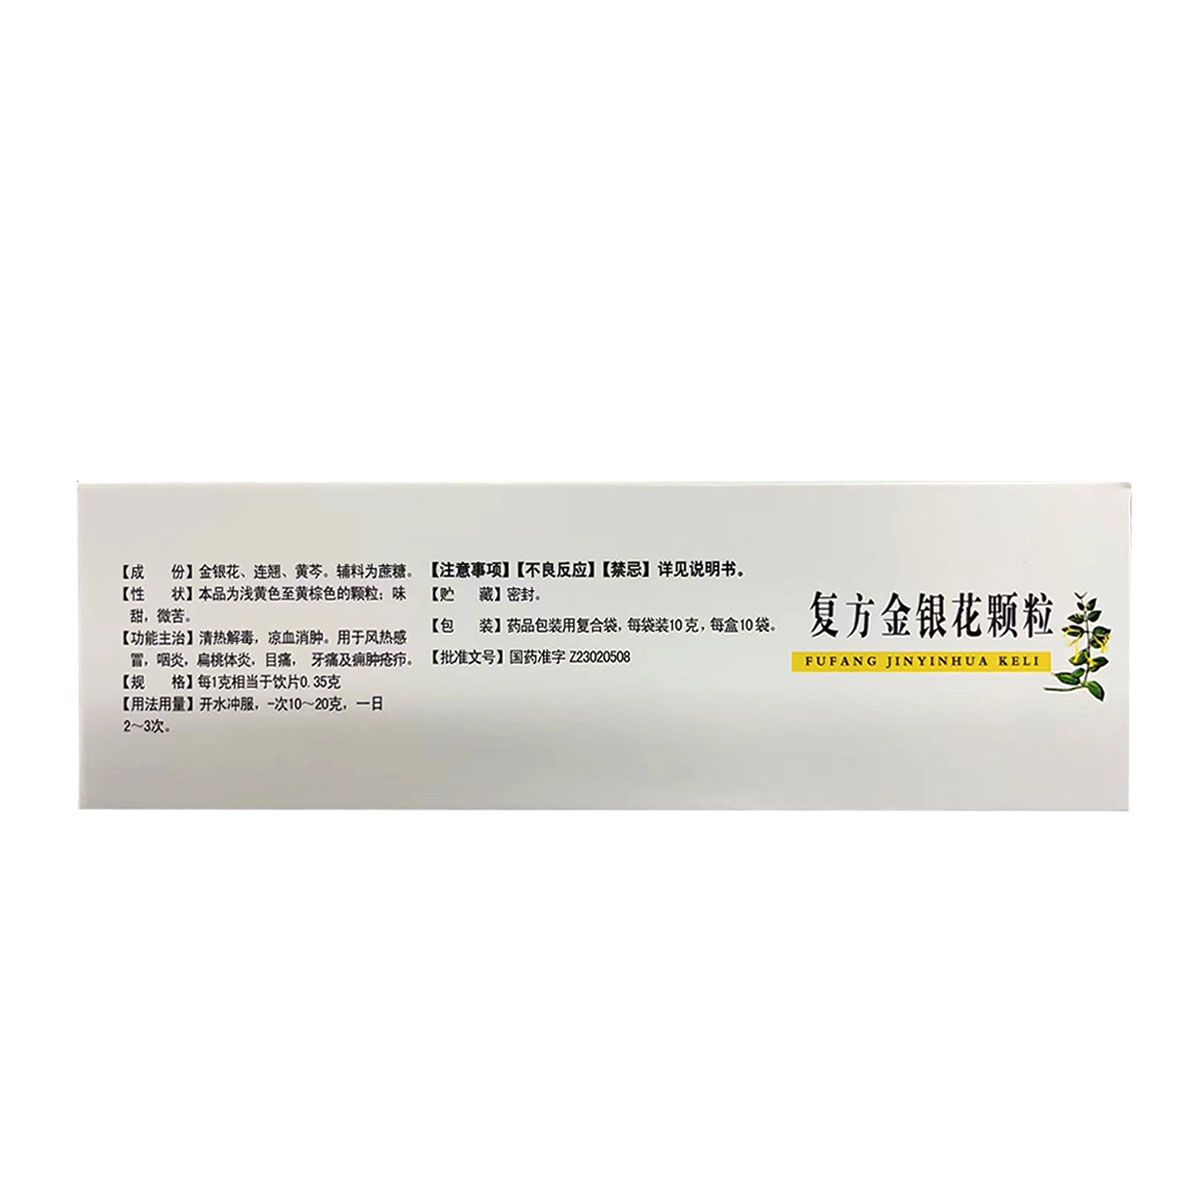 【成 份】金银花、连翘、黄芩。辅料为蔗糖。
【性 状】本品为浅黄色至黄棕色的颗粒;味
甜,微苦。
【功能主治】清热解毒,凉血消肿。用于风热感
冒,咽炎,扁桃体炎,目痛, 牙痛及痈肿疮疖。
【规 格】每1克相当于饮片0.35克
【用法用量】开水冲服,-次10～20克,一日
2～3次。
【注意事项】【不良反应】【禁忌】详见说明书。
【贮 藏】密封。
【包 装】药品包装用复合袋,每袋装10克,每盒10袋。
【批准文号】国药准字 Z23020508
复方金银花颗粒
FUFANG JINYINHUA KELI